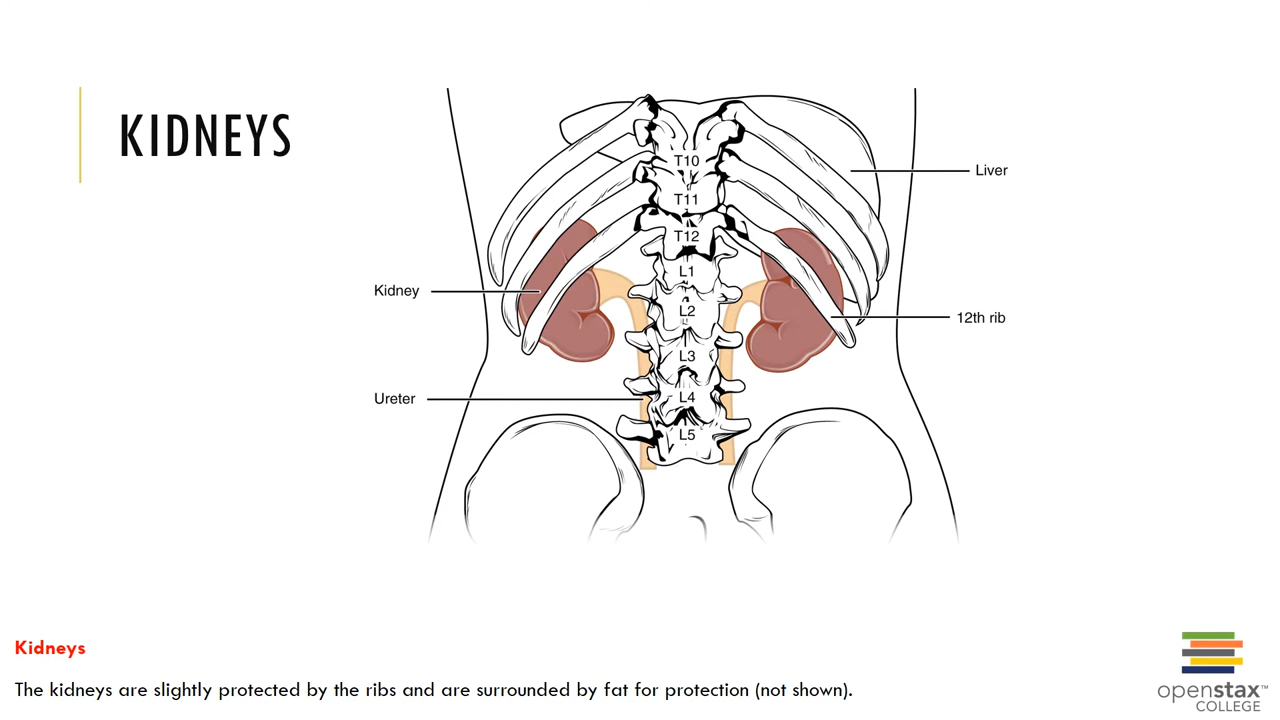 KIDNEYS
T10
Liver
T11
T12
L1
Kidney
L2
12th rib
L3
Ureter
L4
L5
Kidneys
The kidneys are slightly protected by the ribs and are surrounded by fat for protection (not shown).
openstax™
COLLEGE